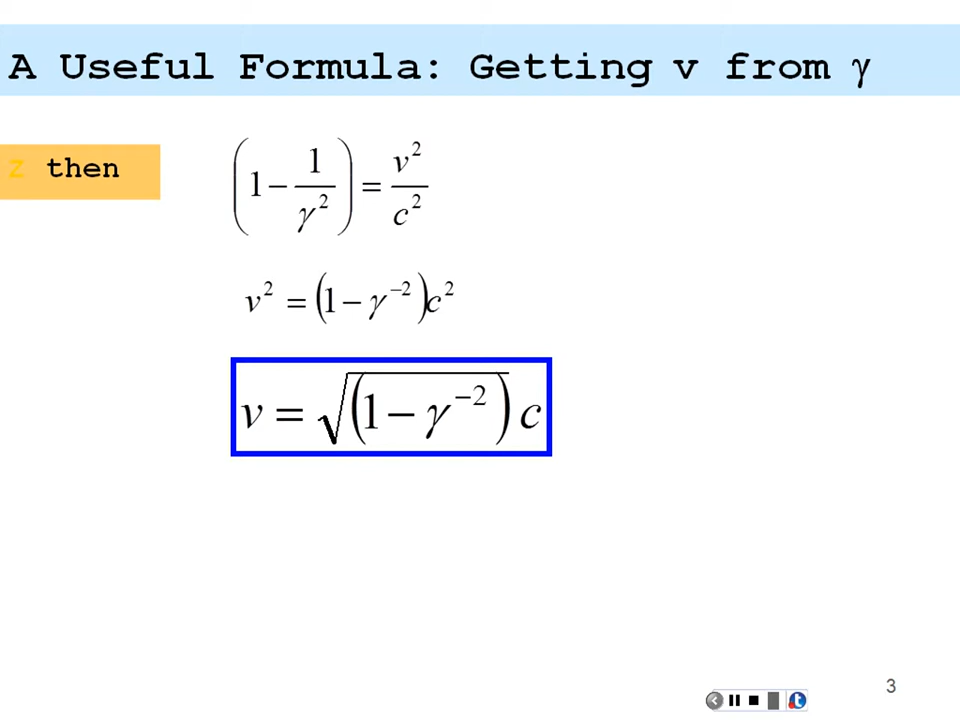 A Useful Formula: Getting v from γ
z then
(1 − 1/γ²) = v²/c²
v² = (1 − γ⁻²)c²
v = √(1 − γ⁻²) c
3